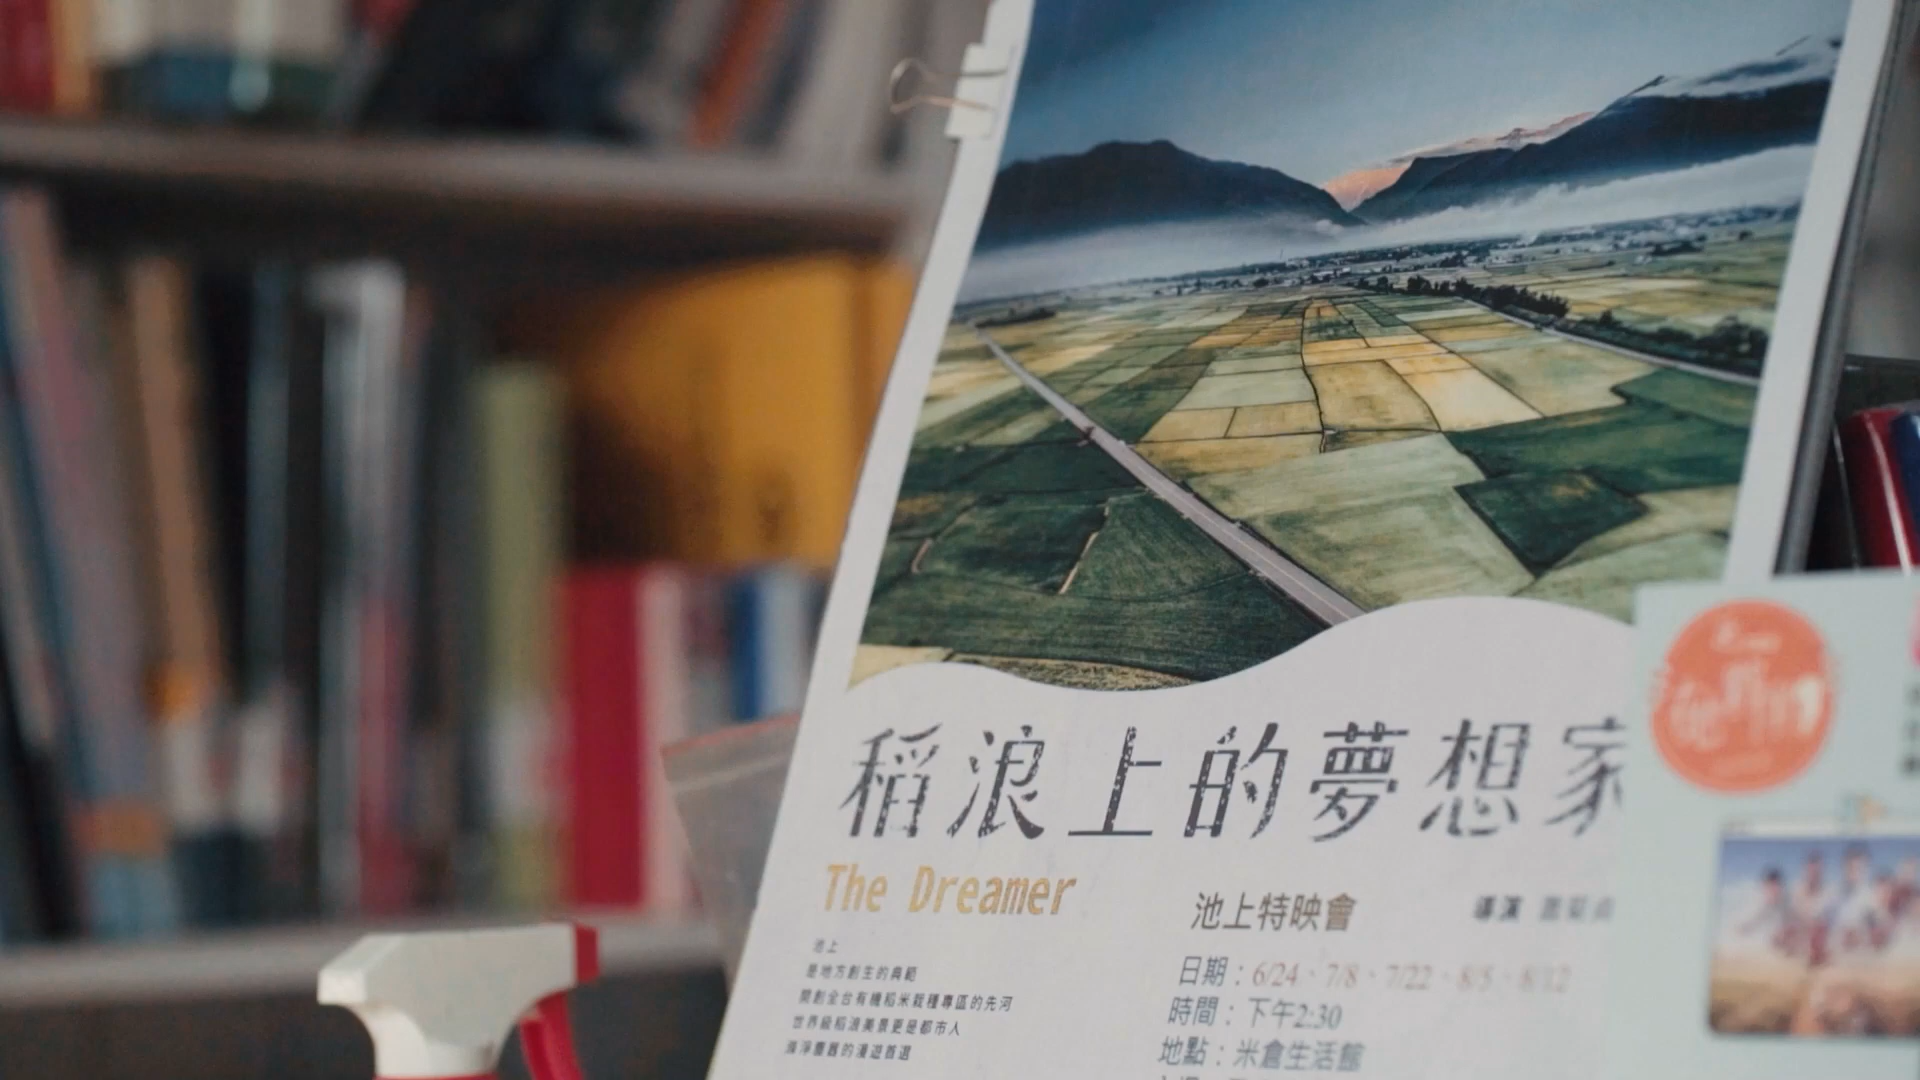 稻浪上的夢想家
The Dreamer
池上特映會
導演
池上
是地方創生的典範
開創全台有機稻米栽種專區的先河
世界級稻浪美景更是都市人
滌淨塵囂的漫遊首選
日期：6/24、7/8、7/22、8/5、8/12
時間：下午2:30
地點：米倉生活館